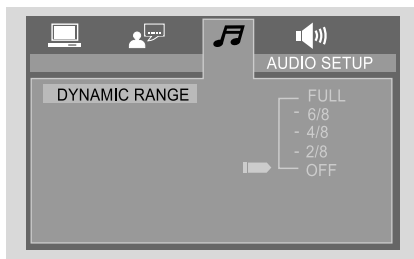 AUDIO SETUP
DYNAMIC RANGE
FULL
- 6/8
- 4/8
- 2/8
OFF